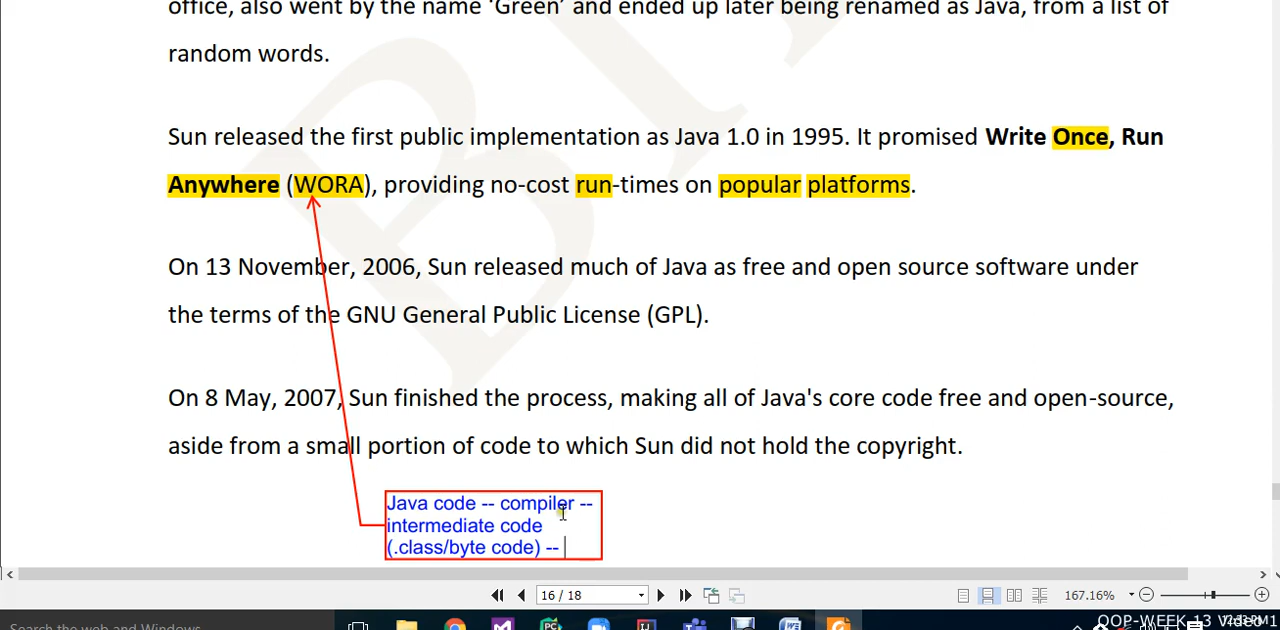 office, also went by the name ‘Green’ and ended up later being renamed as Java, from a list of
random words.
Sun released the first public implementation as Java 1.0 in 1995. It promised Write Once, Run
Anywhere (WORA), providing no-cost run-times on popular platforms.
On 13 November, 2006, Sun released much of Java as free and open source software under
the terms of the GNU General Public License (GPL).
On 8 May, 2007, Sun finished the process, making all of Java's core code free and open-source,
aside from a small portion of code to which Sun did not hold the copyright.
Java code -- compiler --
intermediate code
(.class/byte code) --
16 / 18
167.16%
Search the web and Windows
OOP-WEEK 13 Video1